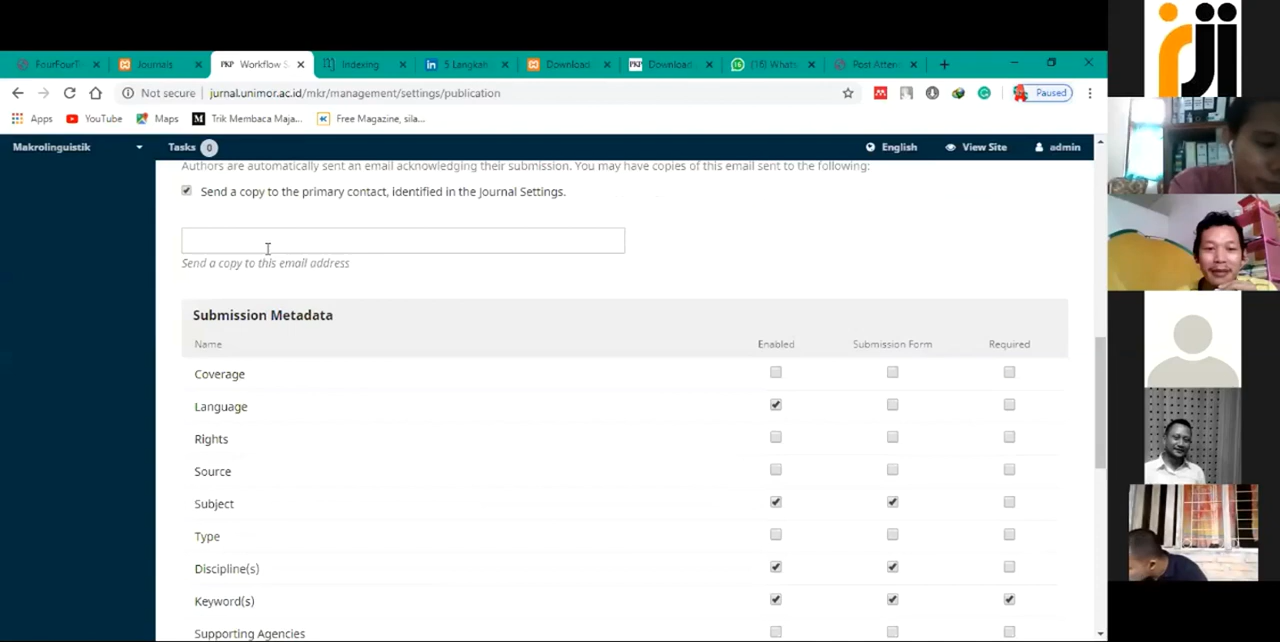 rji
FourFourT
Journals
PKP Workflow S
Indexing
in 5 Langkah
Download
PKP Download
(16) Whats
Post Atten
Not secure jurnal.unimor.ac.id/mkr/management/settings/publication
Paused
Apps YouTube Maps M Trik Membaca Maja... Free Magazine, sila...
Makrolinguistik Tasks 0 English View Site admin
Authors are automatically sent an email acknowledging their submission. You may have copies of this email sent to the following:
Send a copy to the primary contact, identified in the Journal Settings.
Send a copy to this email address
Submission Metadata
Name Enabled Submission Form Required
Coverage
Language
Rights
Source
Subject
Type
Discipline(s)
Keyword(s)
Supporting Agencies